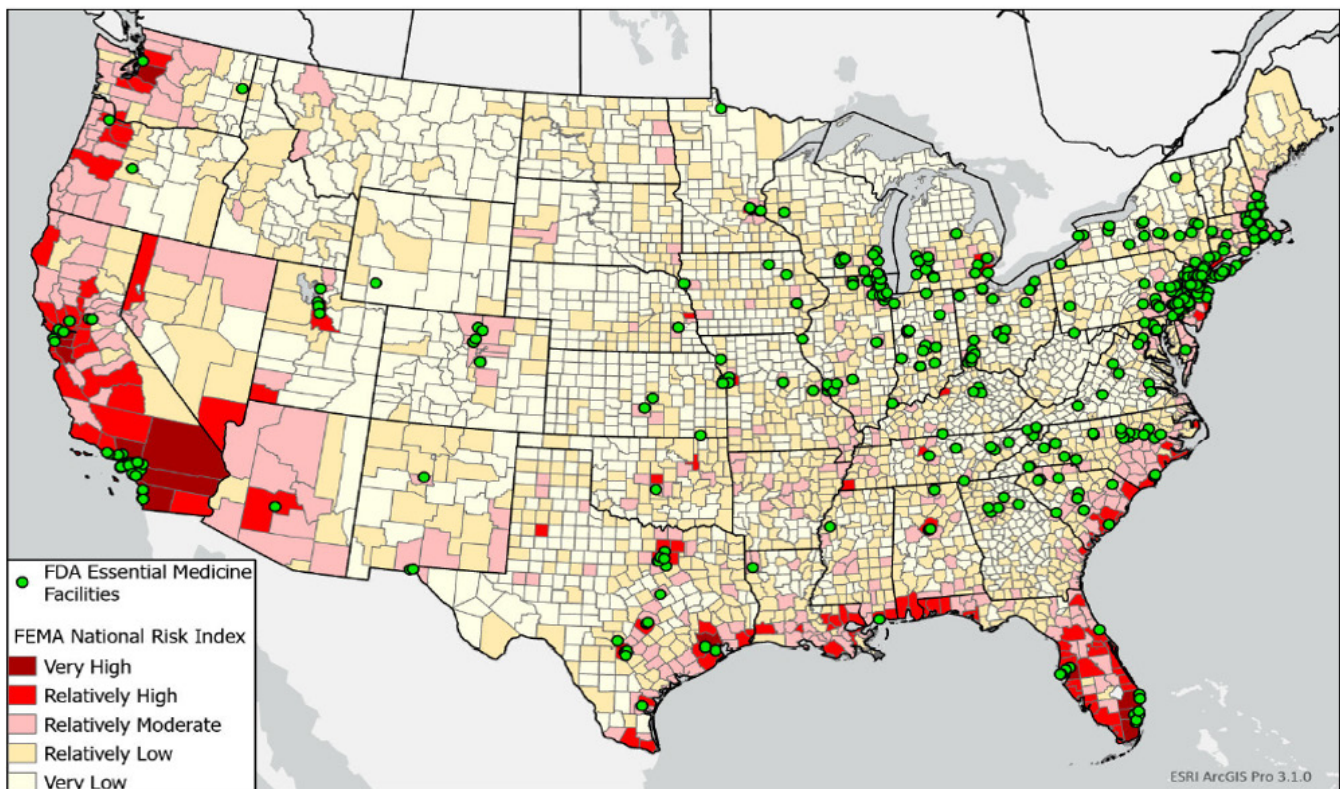 FDA Essential Medicine
Facilities
FEMA National Risk Index
Very High
Relatively High
Relatively Moderate
Relatively Low
Very Low
ESRI ArcGIS Pro 3.1.0